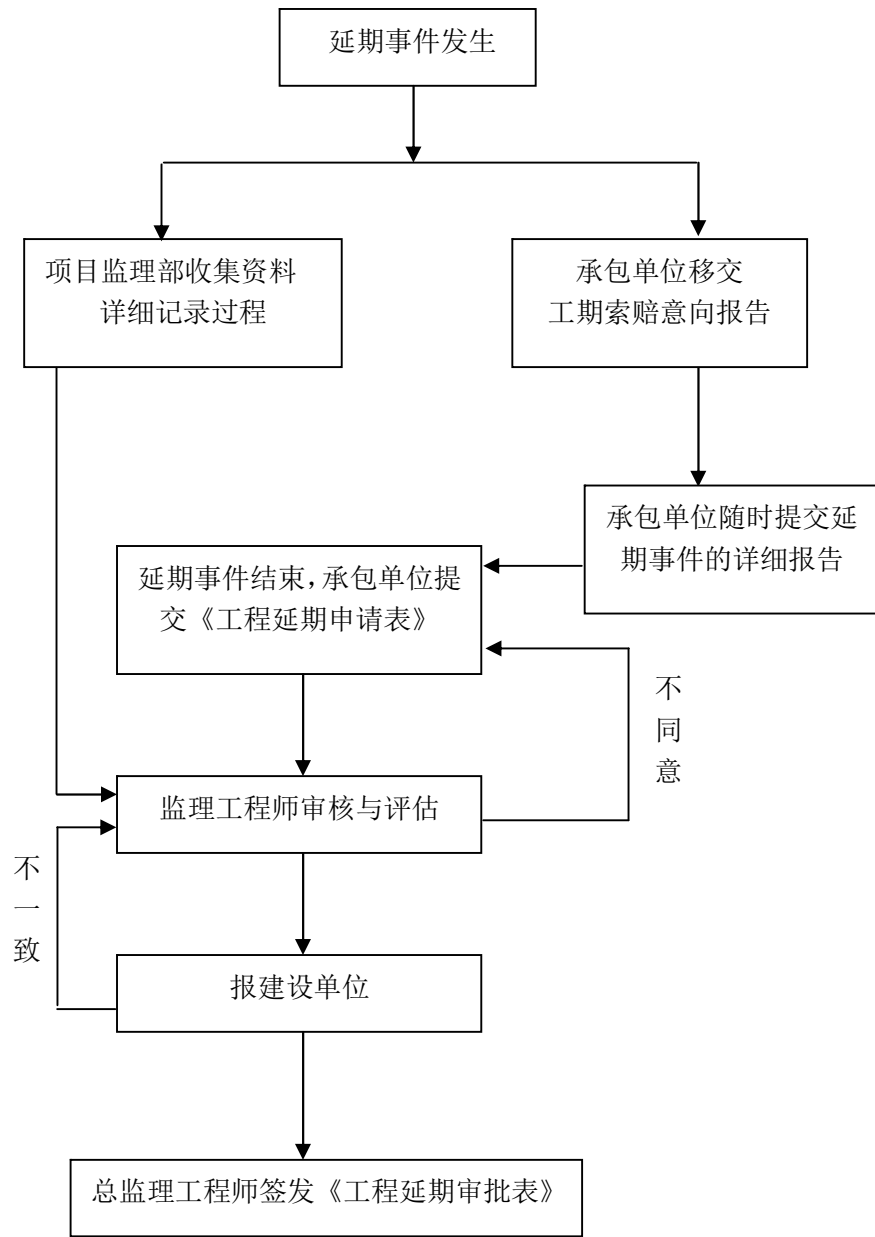 延期事件发生
项目监理部收集资料
详细记录过程
承包单位移交
工期索赔意向报告
承包单位随时提交延
期事件的详细报告
延期事件结束，承包单位提
交《工程延期申请表》
不
同
意
监理工程师审核与评估
不
一
致
报建设单位
总监理工程师签发《工程延期审批表》